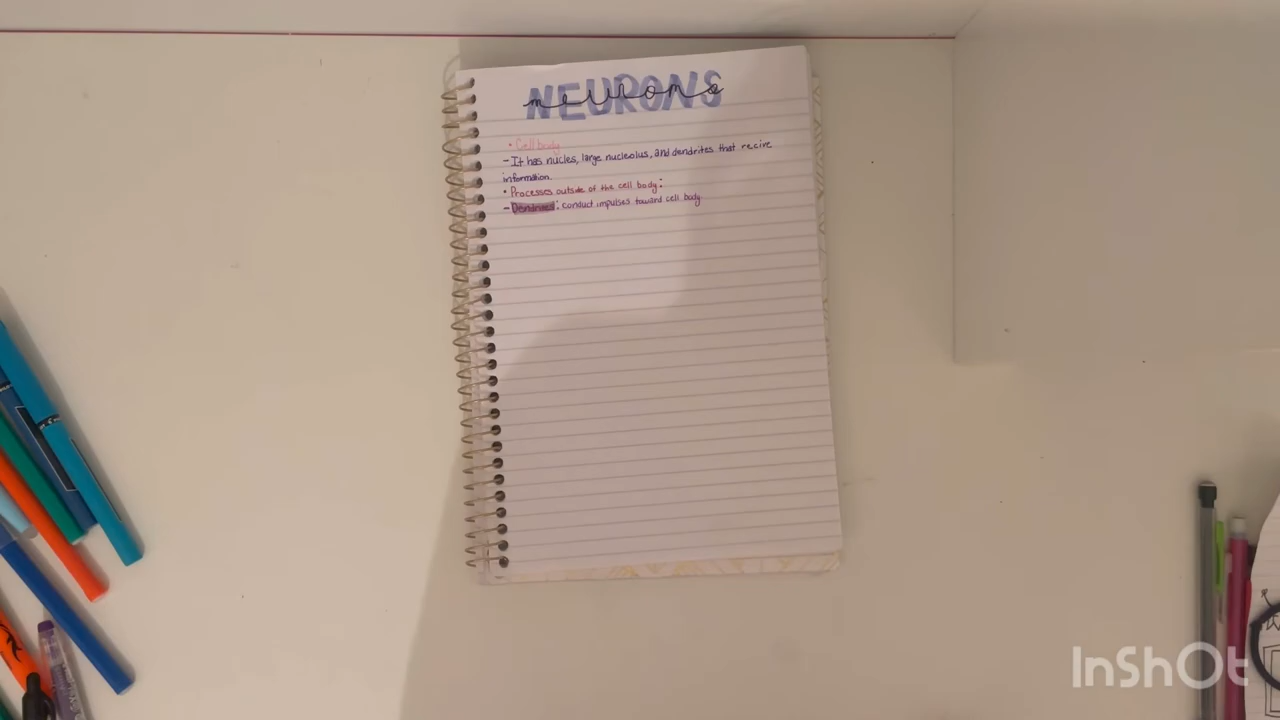 NEURONS
neurons
• Cell body
- It has nucles, large nucleolus, and dendrites that recive
information.
• Processes outside of the cell body:
- Dendrites: conduct impulses toward cell body
InShOt